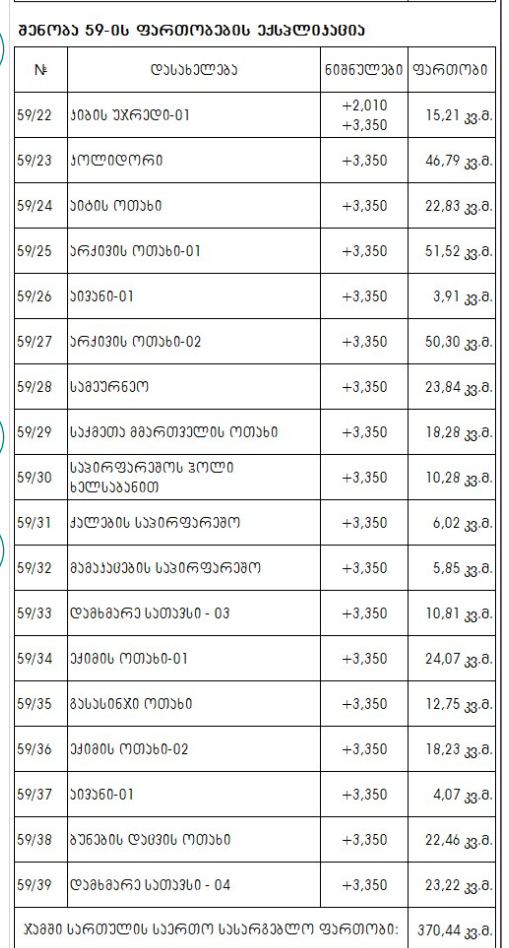 შენობა 59-ის ფართობების ექსპლიკაცია
№ დასახელება ნიშნულები ფართობი
59/22 კიბის უჯრედი-01 +2,010 +3,350 15,21 კვ.მ.
59/23 კოლიდორი +3,350 46,79 კვ.მ.
59/24 აიტის ოთახი +3,350 22,83 კვ.მ.
59/25 არქივის ოთახი-01 +3,350 51,52 კვ.მ.
59/26 აივანი-01 +3,350 3,91 კვ.მ.
59/27 არქივის ოთახი-02 +3,350 50,30 კვ.მ.
59/28 სამეურნეო +3,350 23,84 კვ.მ.
59/29 საქმეთა მმართველის ოთახი +3,350 18,28 კვ.მ.
59/30 საპირფარეშოს ჰოლი
ხელსაბანით +3,350 10,28 კვ.მ.
59/31 ქალების საპირფარეშო +3,350 6,02 კვ.მ.
59/32 მამაკაცების საპირფარეშო +3,350 5,85 კვ.მ.
59/33 დამხმარე სათავსი - 03 +3,350 10,81 კვ.მ.
59/34 ექიმის ოთახი-01 +3,350 24,07 კვ.მ.
59/35 გასასინჯი ოთახი +3,350 12,75 კვ.მ.
59/36 ექიმის ოთახი-02 +3,350 18,23 კვ.მ.
59/37 აივანი-01 +3,350 4,07 კვ.მ.
59/38 ბუნების დაცვის ოთახი +3,350 22,46 კვ.მ.
59/39 დამხმარე სათავსი - 04 +3,350 23,22 კვ.მ.
ჯამში სართულის საერთო სასარგებლო ფართობი: 370,44 კვ.მ.